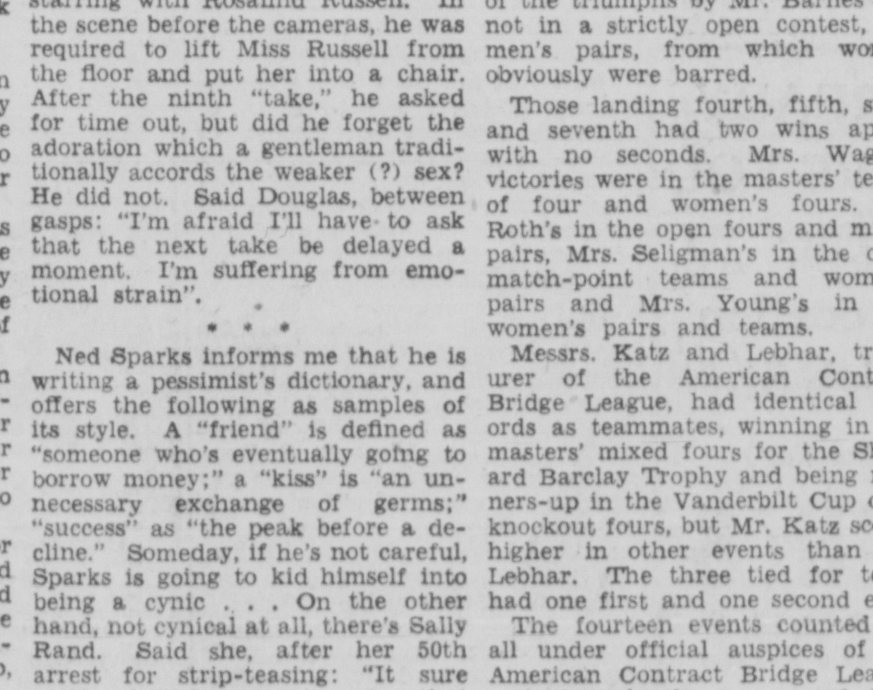 starring with Rosalind Russell. In
the scene before the cameras, he was
required to lift Miss Russell from
the floor and put her into a chair.
After the ninth "take," he asked
for time out, but did he forget the
adoration which a gentleman tradi-
tionally accords the weaker (?) sex?
He did not. Said Douglas, between
gasps: "I'm afraid I'll have to ask
that the next take be delayed a
moment. I'm suffering from emo-
tional strain".
* * *
Ned Sparks informs me that he is
writing a pessimist's dictionary, and
offers the following as samples of
its style. A "friend" is defined as
"someone who's eventually going to
borrow money;" a "kiss" is "an un-
necessary exchange of germs;"
"success" as "the peak before a de-
cline." Someday, if he's not careful,
Sparks is going to kid himself into
being a cynic . . . On the other
hand, not cynical at all, there's Sally
Rand. Said she, after her 50th
arrest for strip-teasing: "It sure
of the triumphs by Mr. Barnes
not in a strictly open contest,
men's pairs, from which
obviously were barred.
Those landing fourth, fifth,
and seventh had two wins
with no seconds. Mrs.
victories were in the masters'
of four and women's fours.
Roth's in the open fours and
pairs, Mrs. Seligman's in the
match-point teams and
pairs and Mrs. Young's in
women's pairs and teams.
Messrs. Katz and Lebhar,
urer of the American
Bridge League, had identical
ords as teammates, winning in
masters' mixed fours for the
ard Barclay Trophy and being
ners-up in the Vanderbilt Cup
knockout fours, but Mr. Katz
higher in other events than
Lebhar. The three tied for
had one first and one second
The fourteen events counted
all under official auspices of
American Contract Bridge